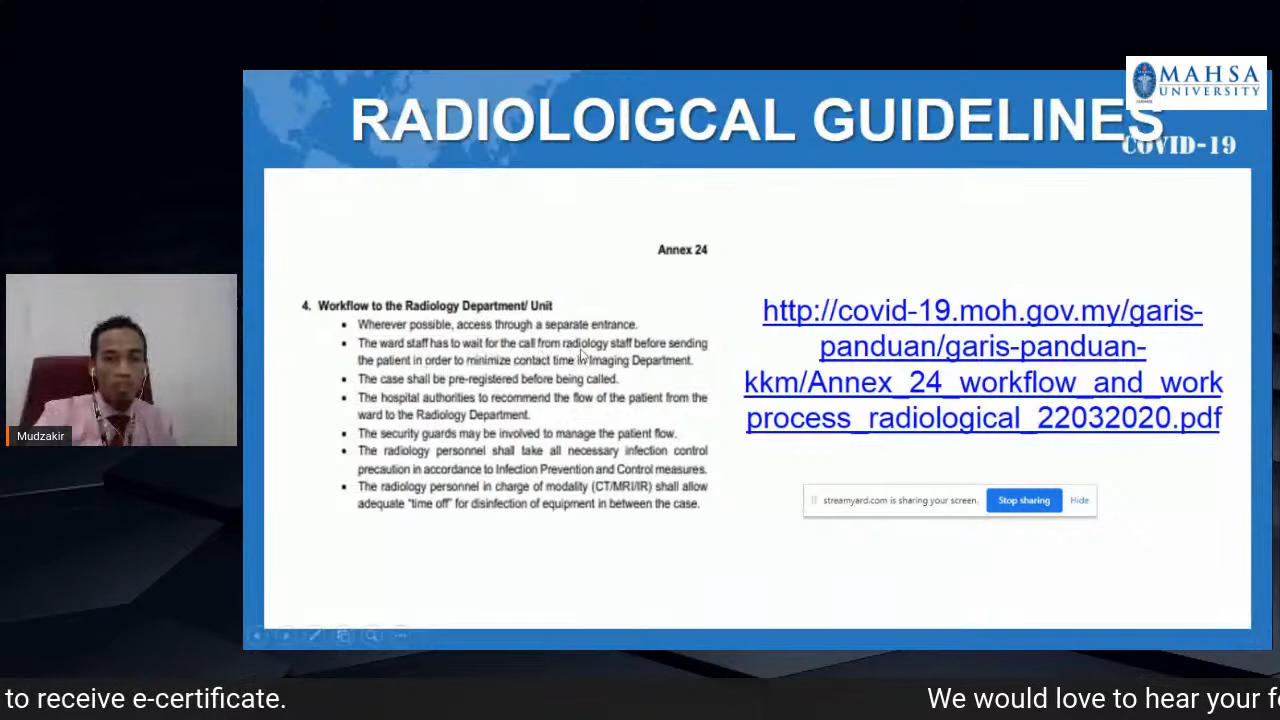 MAHSA
UNIVERSITY
RADIOLOIGCAL GUIDELINES
COVID-19
Annex 24
4. Workflow to the Radiology Department/ Unit
• Wherever possible, access through a separate entrance.
• The ward staff has to wait for the call from radiology staff before sending
the patient in order to minimize contact time in Imaging Department.
• The case shall be pre-registered before being called.
• The hospital authorities to recommend the flow of the patient from the
ward to the Radiology Department.
• The security guards may be involved to manage the patient flow.
• The radiology personnel shall take all necessary infection control
precaution in accordance to Infection Prevention and Control measures.
• The radiology personnel in charge of modality (CT/MRI/IR) shall allow
adequate "time off" for disinfection of equipment in between the case.
http://covid-19.moh.gov.my/garis-
panduan/garis-panduan-
kkm/Annex_24_workflow_and_work
process_radiological_22032020.pdf
streamyard.com is sharing your screen.
Stop sharing
Hide
Mudzakir
to receive e-certificate.
We would love to hear your fe